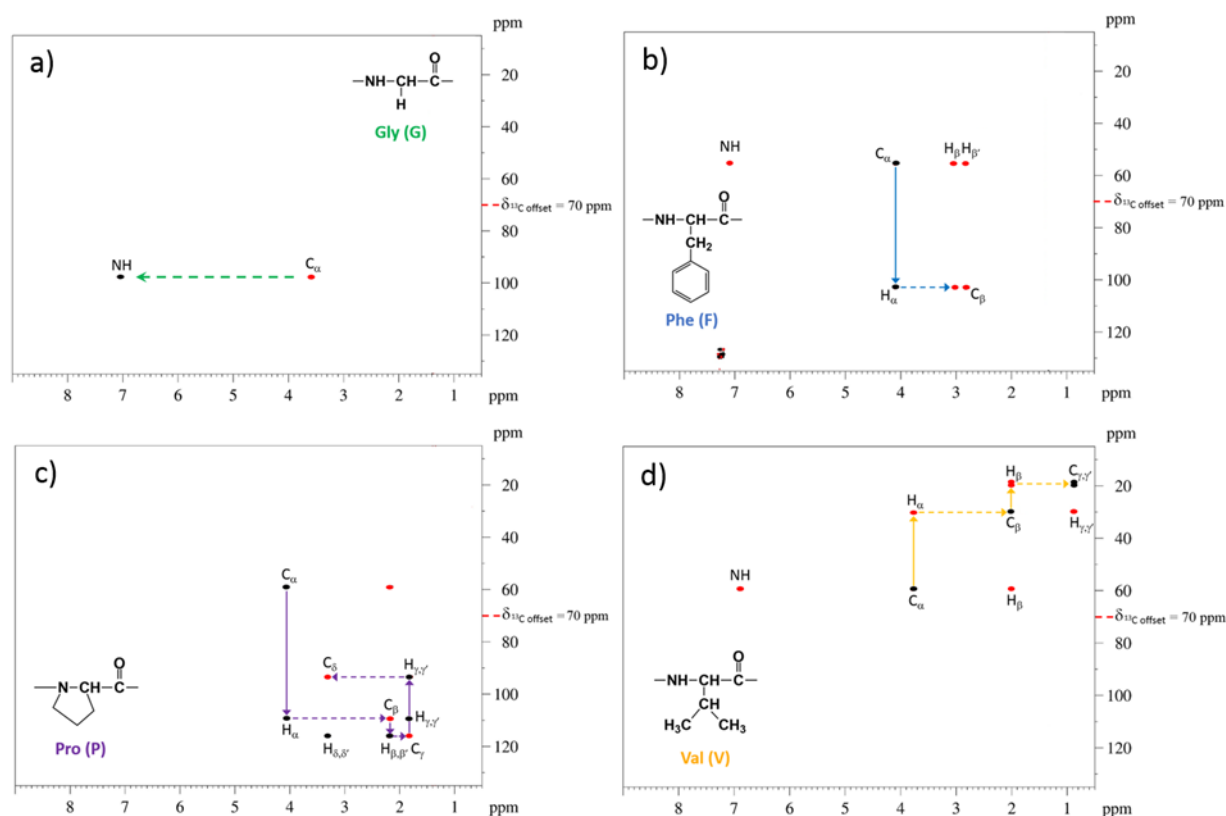 a)
ppm
—NH—CH—C—
O
H
Gly (G)
NH
Cα
20
40
60
δ13C offset = 70 ppm
80
100
120
8 7 6 5 4 3 2 1 ppm
b)
ppm
NH
Cα
Hβ Hβ'
O
—NH—CH—C—
CH2
Phe (F)
Hα
Cβ
20
40
60
δ13C offset = 70 ppm
80
100
120
8 7 6 5 4 3 2 1 ppm
c)
ppm
Cα
O
—N—CH—C—
Pro (P)
Cδ
Hγ,γ'
Cβ
Hγ,γ'
Hα
Hδ,δ'
Hβ,β'
Cγ
20
40
60
δ13C offset = 70 ppm
80
100
120
8 7 6 5 4 3 2 1 ppm
d)
ppm
Hβ
Cγ,γ'
Hα
Cβ
Hγ,γ'
NH
Cα
Hβ
O
—NH—CH—C—
CH
H3C CH3
Val (V)
20
40
60
δ13C offset = 70 ppm
80
100
120
8 7 6 5 4 3 2 1 ppm